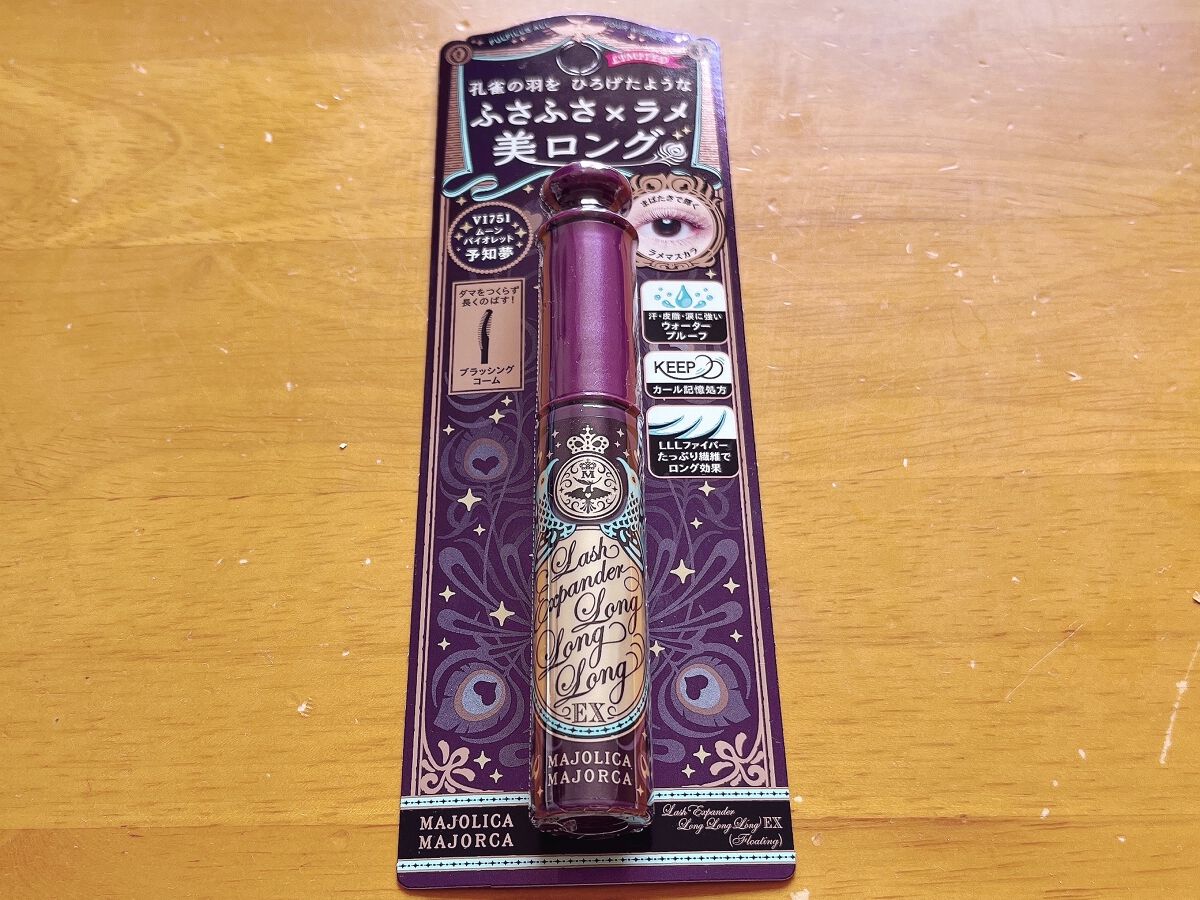 FULFILLS ALL YOUR WISHES
LIMITED
孔雀の羽を ひろげたような
ふさふさ×ラメ
美ロング
VI751
ムーン
バイオレット
予知夢
まばたきで輝く
ラメマスカラ
ダマをつくらず
長くのばす!
ブラッシング
コーム
汗・皮脂・涙に強い
ウォーター
プルーフ
KEEP
カール記憶処方
LLLファイバー
たっぷり繊維で
ロング効果
M
Lash
Expander
Long
Long
Long
EX
MAJOLICA
MAJORCA
MAJOLICA
MAJORCA
Lash Expander
Long Long Long EX
(Floating)